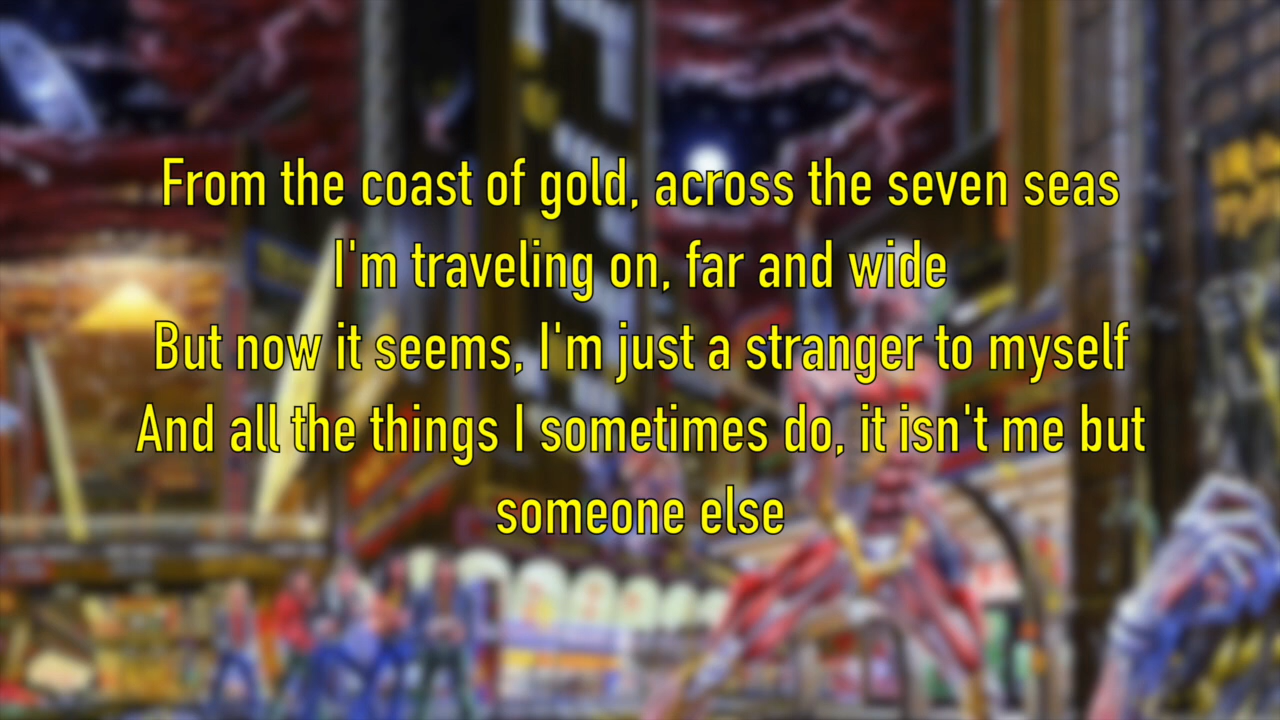 From the coast of gold, across the seven seas
I'm traveling on, far and wide
But now it seems, I'm just a stranger to myself
And all the things I sometimes do, it isn't me but
someone else